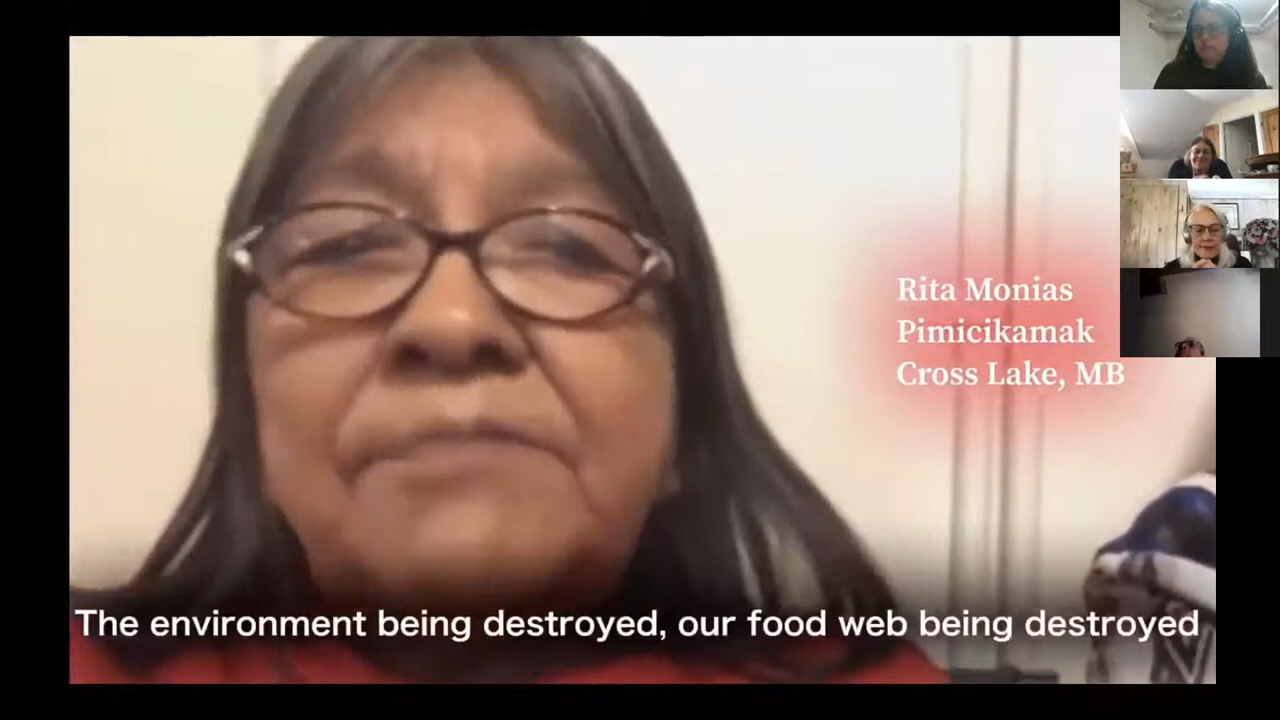 Rita Monias
Pimicikamak
Cross Lake, MB
The environment being destroyed, our food web being destroyed